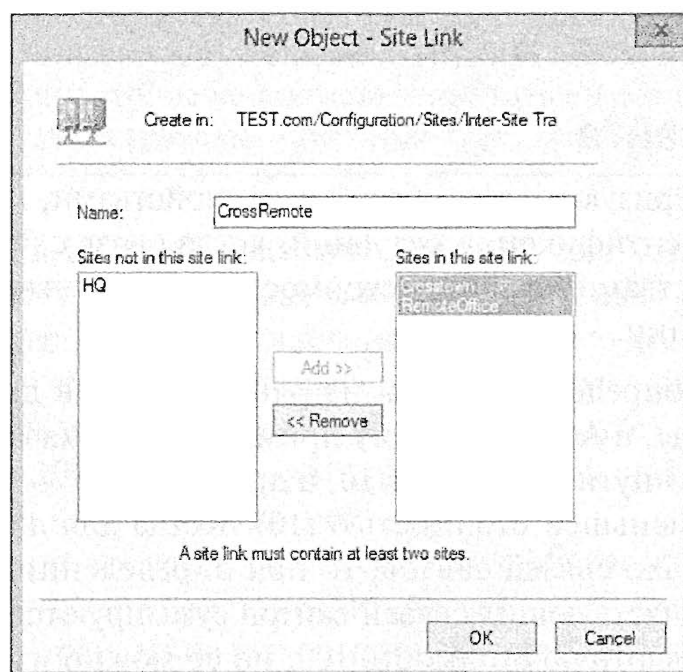 New Object - Site Link
Create in: TEST.com/Configuration/Sites/Inter-Site Tra
Name: CrossRemote
Sites not in this site link:
HQ
Sites in this site link:
Crosstown
RemoteOffice
Add >>
<< Remove
A site link must contain at least two sites.
OK
Cancel